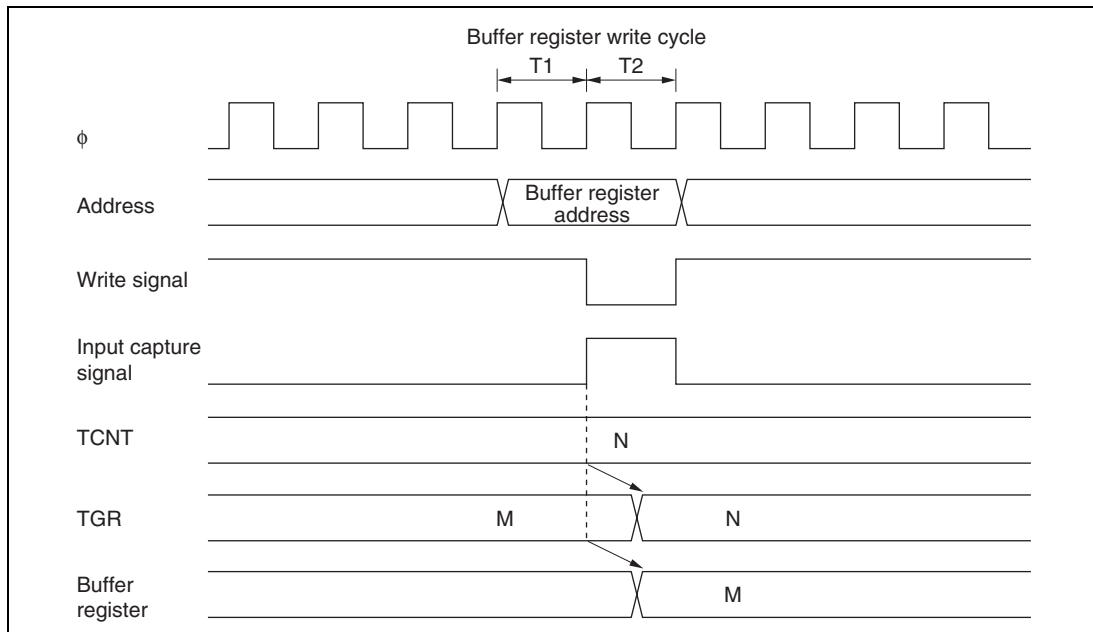 Buffer register write cycle
T1 T2
ϕ
Address
Buffer register
address
Write signal
Input capture
signal
TCNT
N
TGR
M N
Buffer
register
M